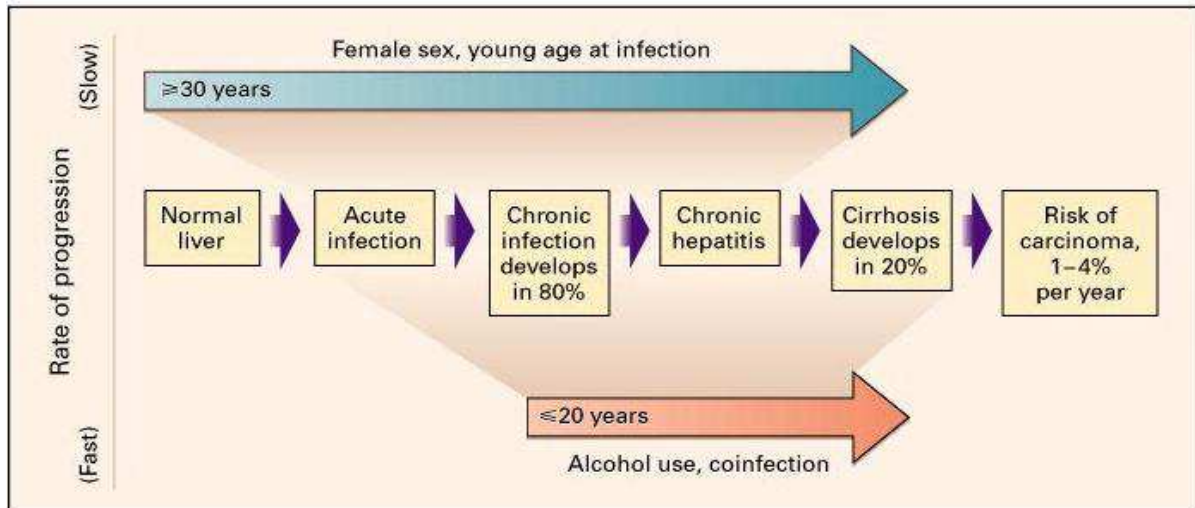 Female sex, young age at infection
(Slow)
≥30 years
Rate of progression
Normal
liver
Acute
infection
Chronic
infection
develops
in 80%
Chronic
hepatitis
Cirrhosis
develops
in 20%
Risk of
carcinoma,
1–4%
per year
≤20 years
(Fast)
Alcohol use, coinfection